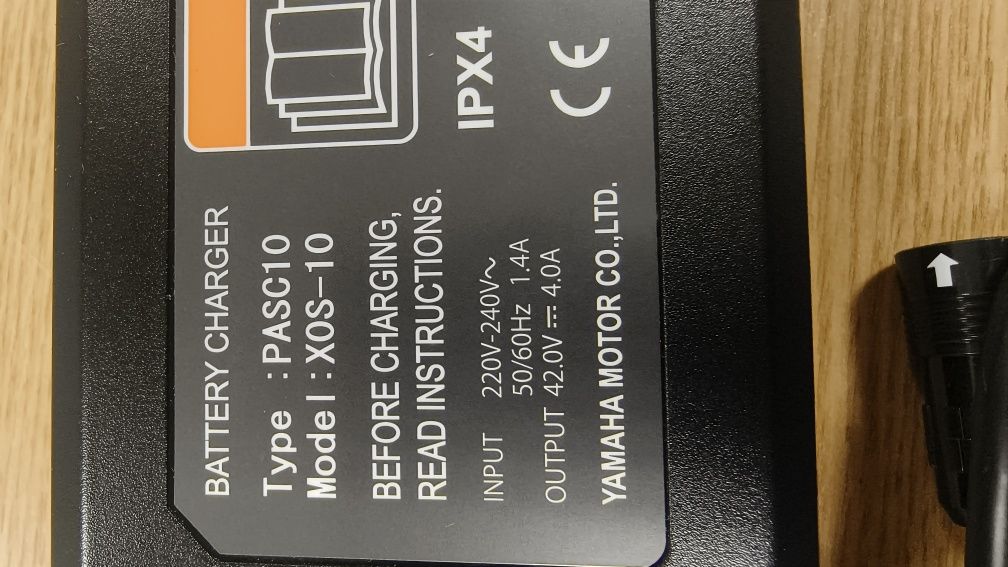 BATTERY CHARGER
Type :PASC10
Model:XOS-10
BEFORE CHARGING,
READ INSTRUCTIONS.
INPUT 220V-240V~
50/60Hz 1.4A
OUTPUT 42.0V⎓4.0A
YAMAHA MOTOR CO.,LTD.
IPX4
CE